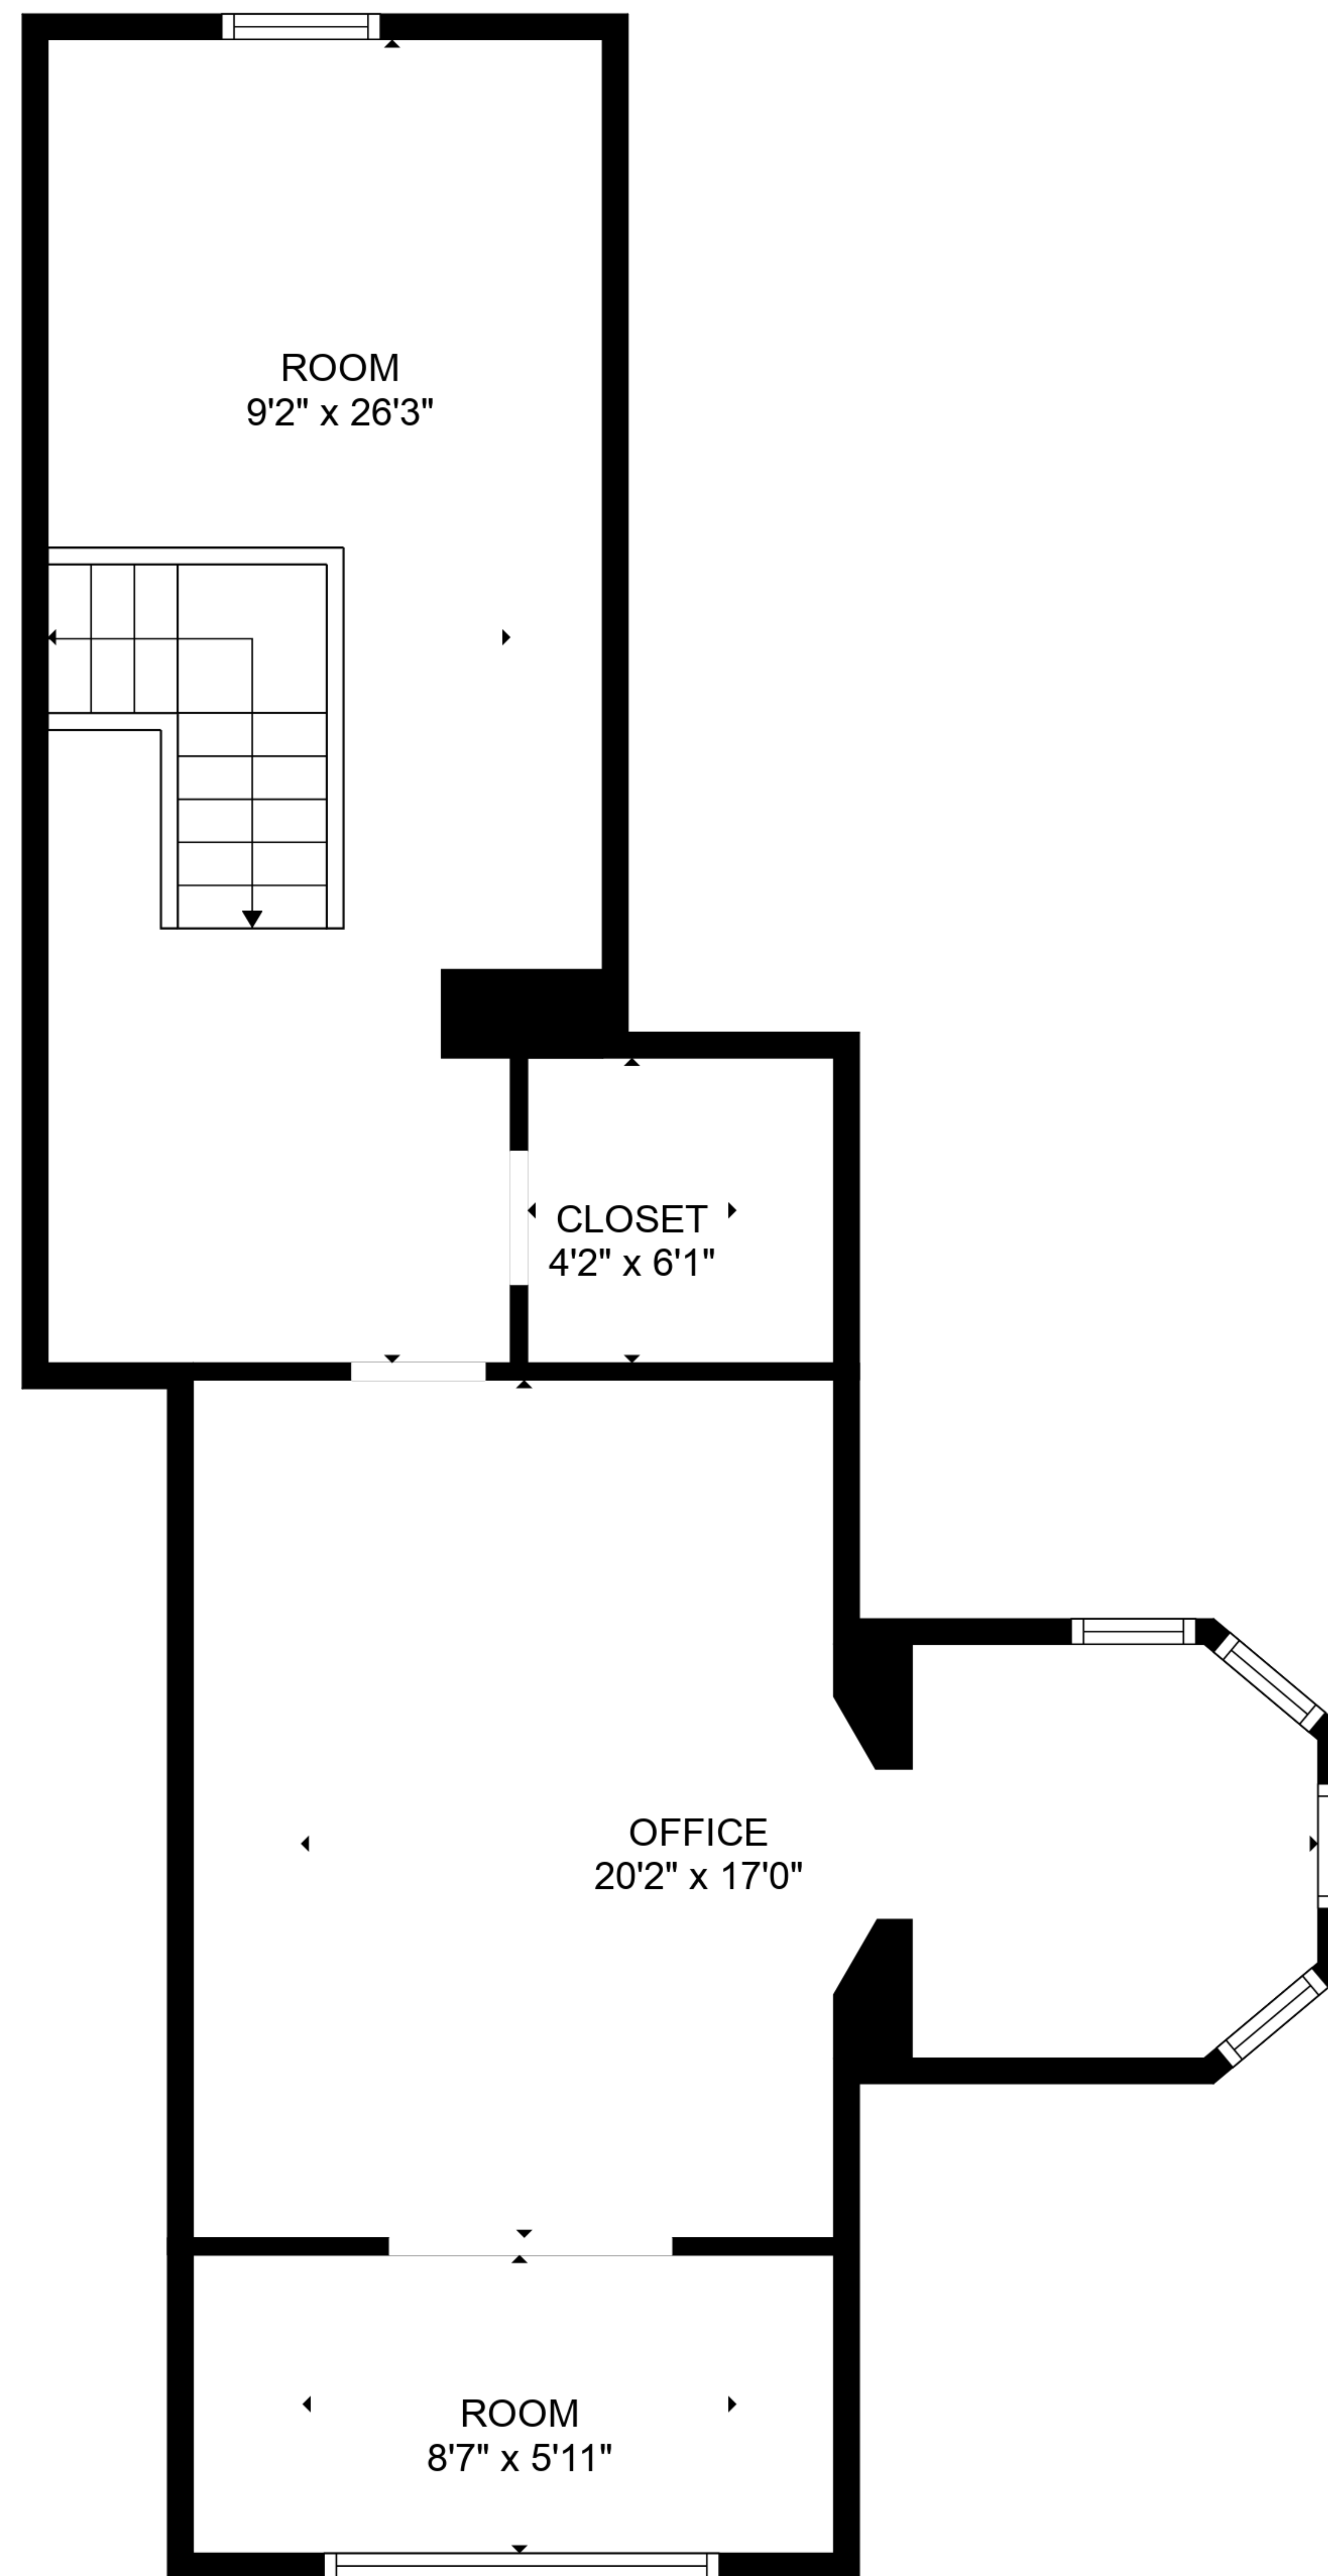 ROOM
9'2" x 26'3"
CLOSET
4'2" x 6'1"
OFFICE
20'2" x 17'0"
ROOM
8'7" x 5'11"